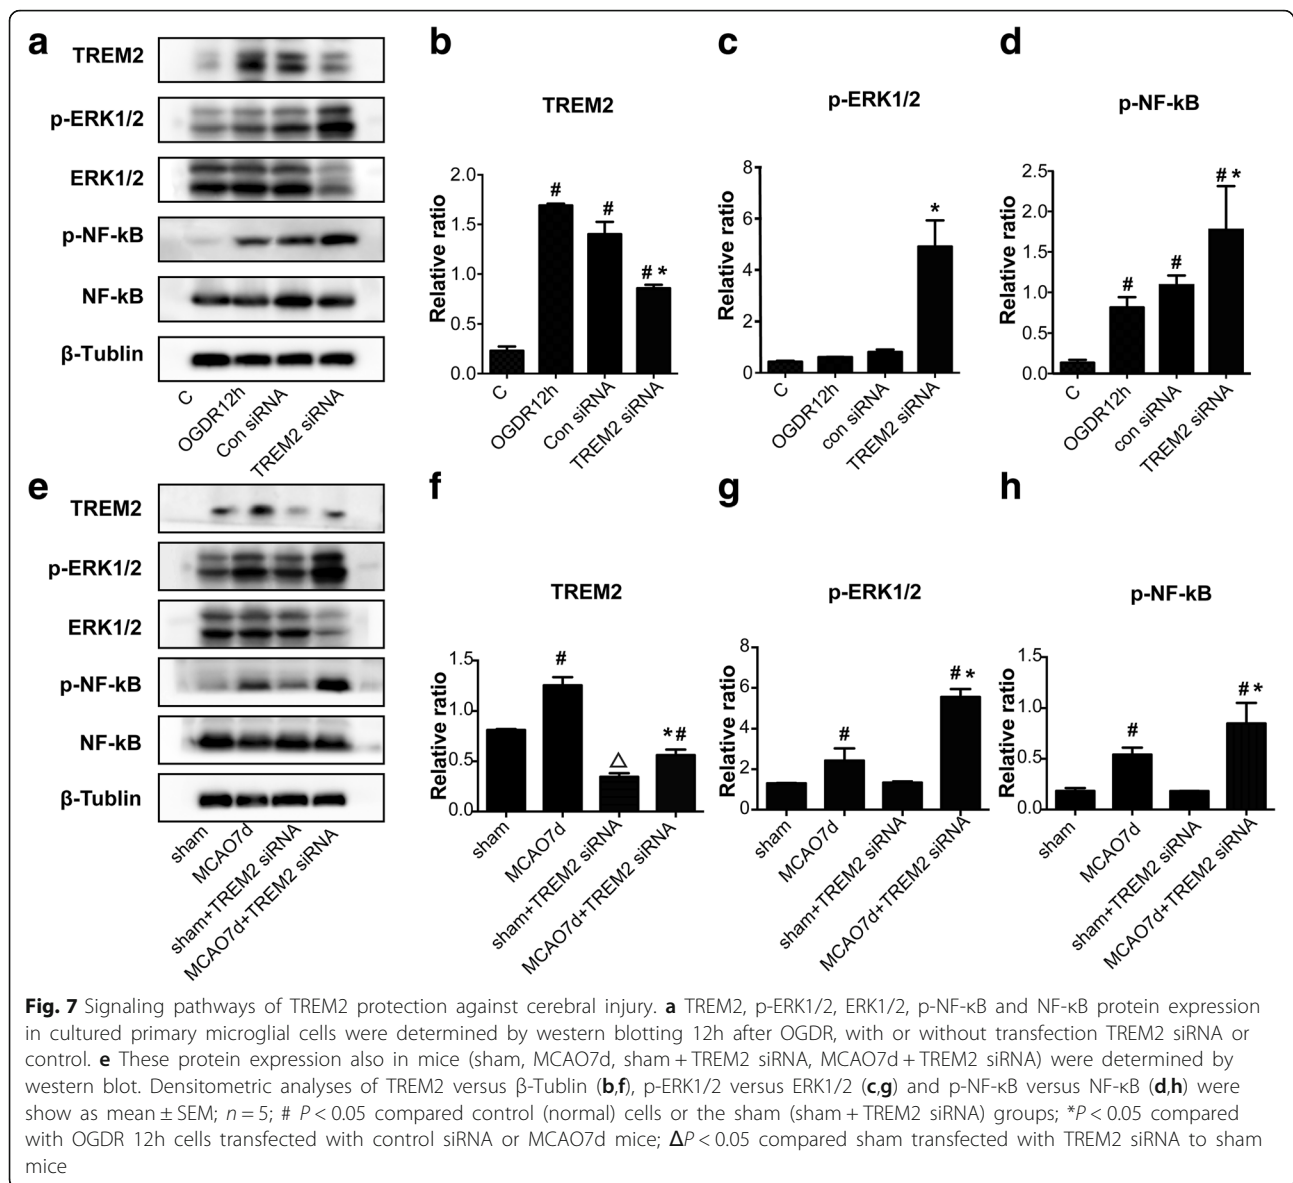 a
TREM2
p-ERK1/2
ERK1/2
p-NF-kB
NF-kB
β-Tublin
C
OGDR12h
Con siRNA
TREM2 siRNA
b
TREM2
Relative ratio
2.0
1.5
1.0
0.5
0.0
#
#
# *
C
OGDR12h
Con siRNA
TREM2 siRNA
c
p-ERK1/2
Relative ratio
8
6
4
2
0
*
C
OGDR12h
con siRNA
TREM2 siRNA
d
p-NF-kB
Relative ratio
2.5
2.0
1.5
1.0
0.5
0.0
#
#
# *
C
OGDR12h
con siRNA
TREM2 siRNA
e
TREM2
p-ERK1/2
ERK1/2
p-NF-kB
NF-kB
β-Tublin
sham
MCAO7d
sham+TREM2 siRNA
MCAO7d+TREM2 siRNA
f
TREM2
Relative ratio
1.5
1.0
0.5
0.0
#
△
*#
sham
MCAO7d
sham+TREM2 siRNA
MCAO7d+TREM2 siRNA
g
p-ERK1/2
Relative ratio
8
6
4
2
0
#
# *
sham
MCAO7d
sham+TREM2 siRNA
MCAO7d+TREM2 siRNA
h
p-NF-kB
Relative ratio
1.5
1.0
0.5
0.0
#
# *
sham
MCAO7d
sham+TREM2 siRNA
MCAO7d+TREM2 siRNA
Fig. 7 Signaling pathways of TREM2 protection against cerebral injury. a TREM2, p-ERK1/2, ERK1/2, p-NF-κB and NF-κB protein expression
in cultured primary microglial cells were determined by western blotting 12h after OGDR, with or without transfection TREM2 siRNA or
control. e These protein expression also in mice (sham, MCAO7d, sham + TREM2 siRNA, MCAO7d + TREM2 siRNA) were determined by
western blot. Densitometric analyses of TREM2 versus β-Tublin (b,f), p-ERK1/2 versus ERK1/2 (c,g) and p-NF-κB versus NF-κB (d,h) were
show as mean ± SEM; n = 5; # P < 0.05 compared control (normal) cells or the sham (sham + TREM2 siRNA) groups; *P < 0.05 compared
with OGDR 12h cells transfected with control siRNA or MCAO7d mice; ΔP < 0.05 compared sham transfected with TREM2 siRNA to sham
mice